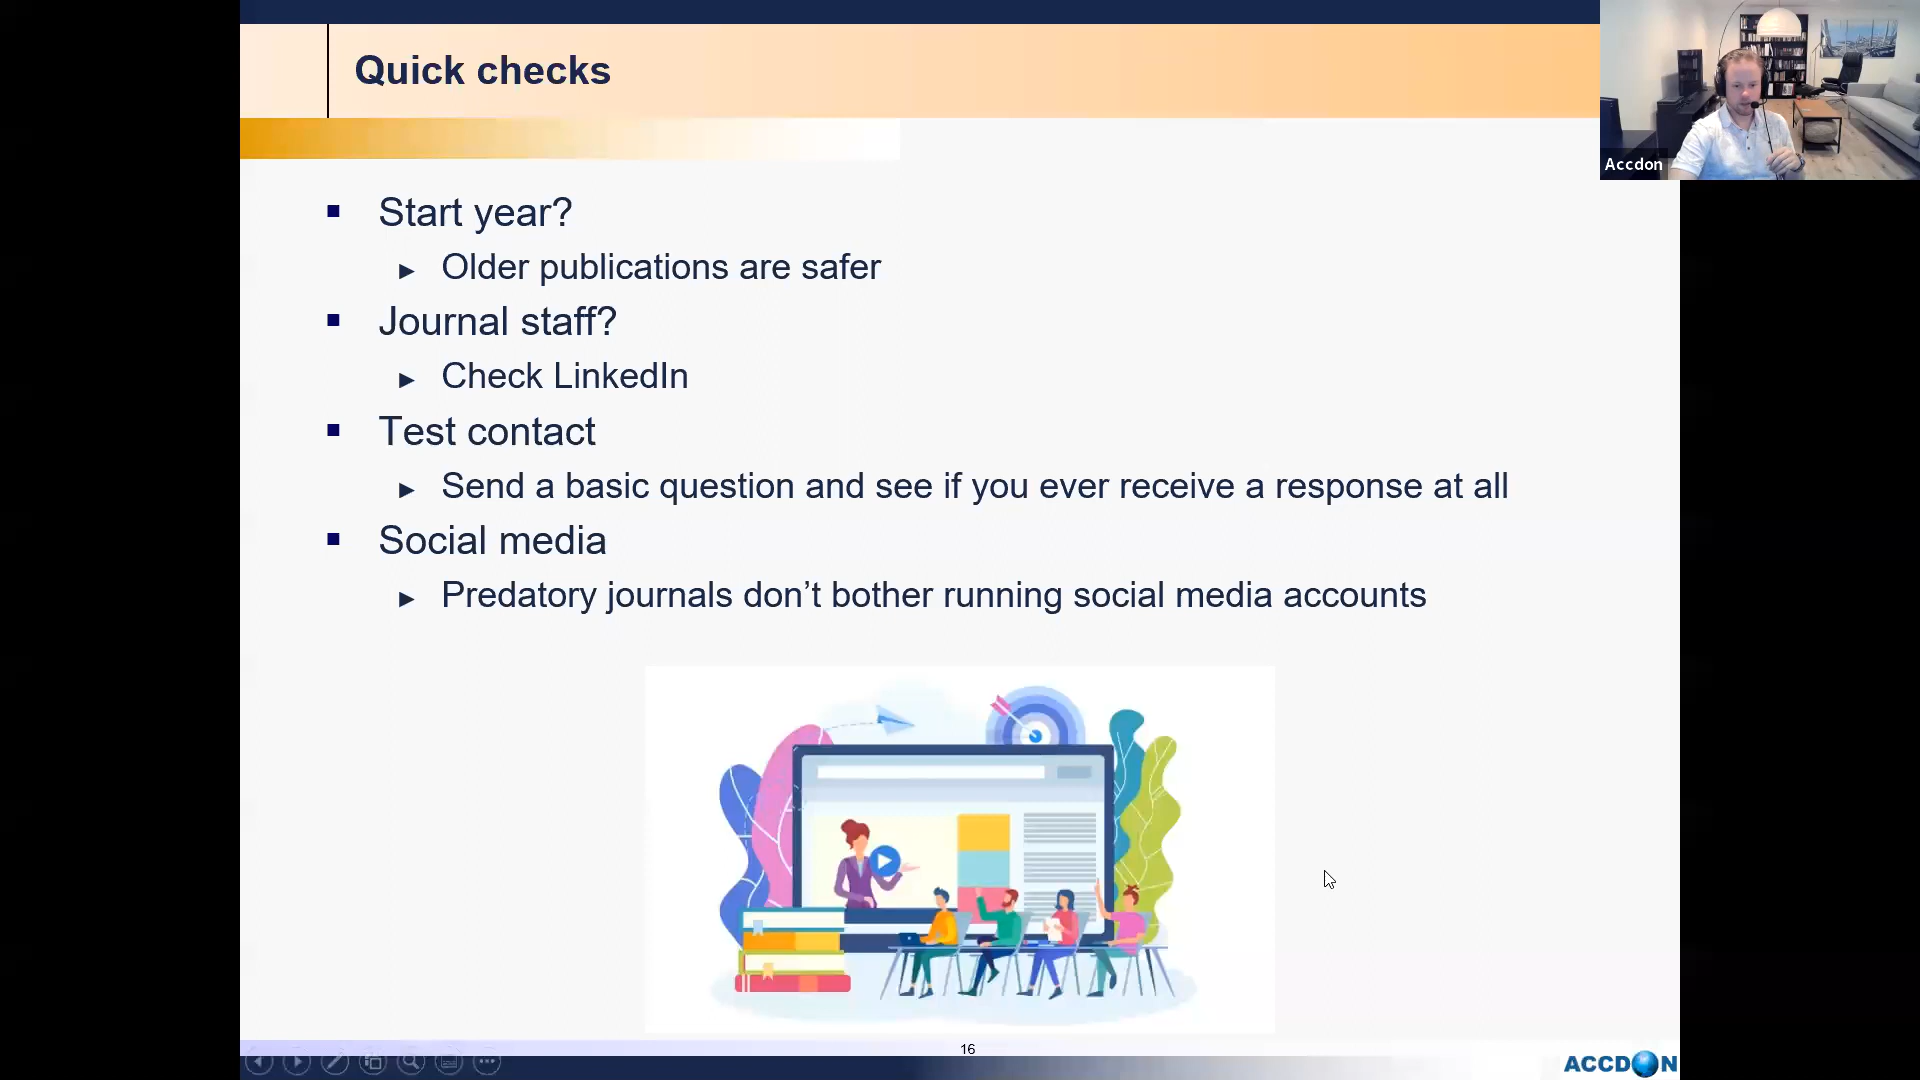 Quick checks
Accdon
Start year?
Older publications are safer
Journal staff?
Check LinkedIn
Test contact
Send a basic question and see if you ever receive a response at all
Social media
Predatory journals don’t bother running social media accounts
16
ACCDON